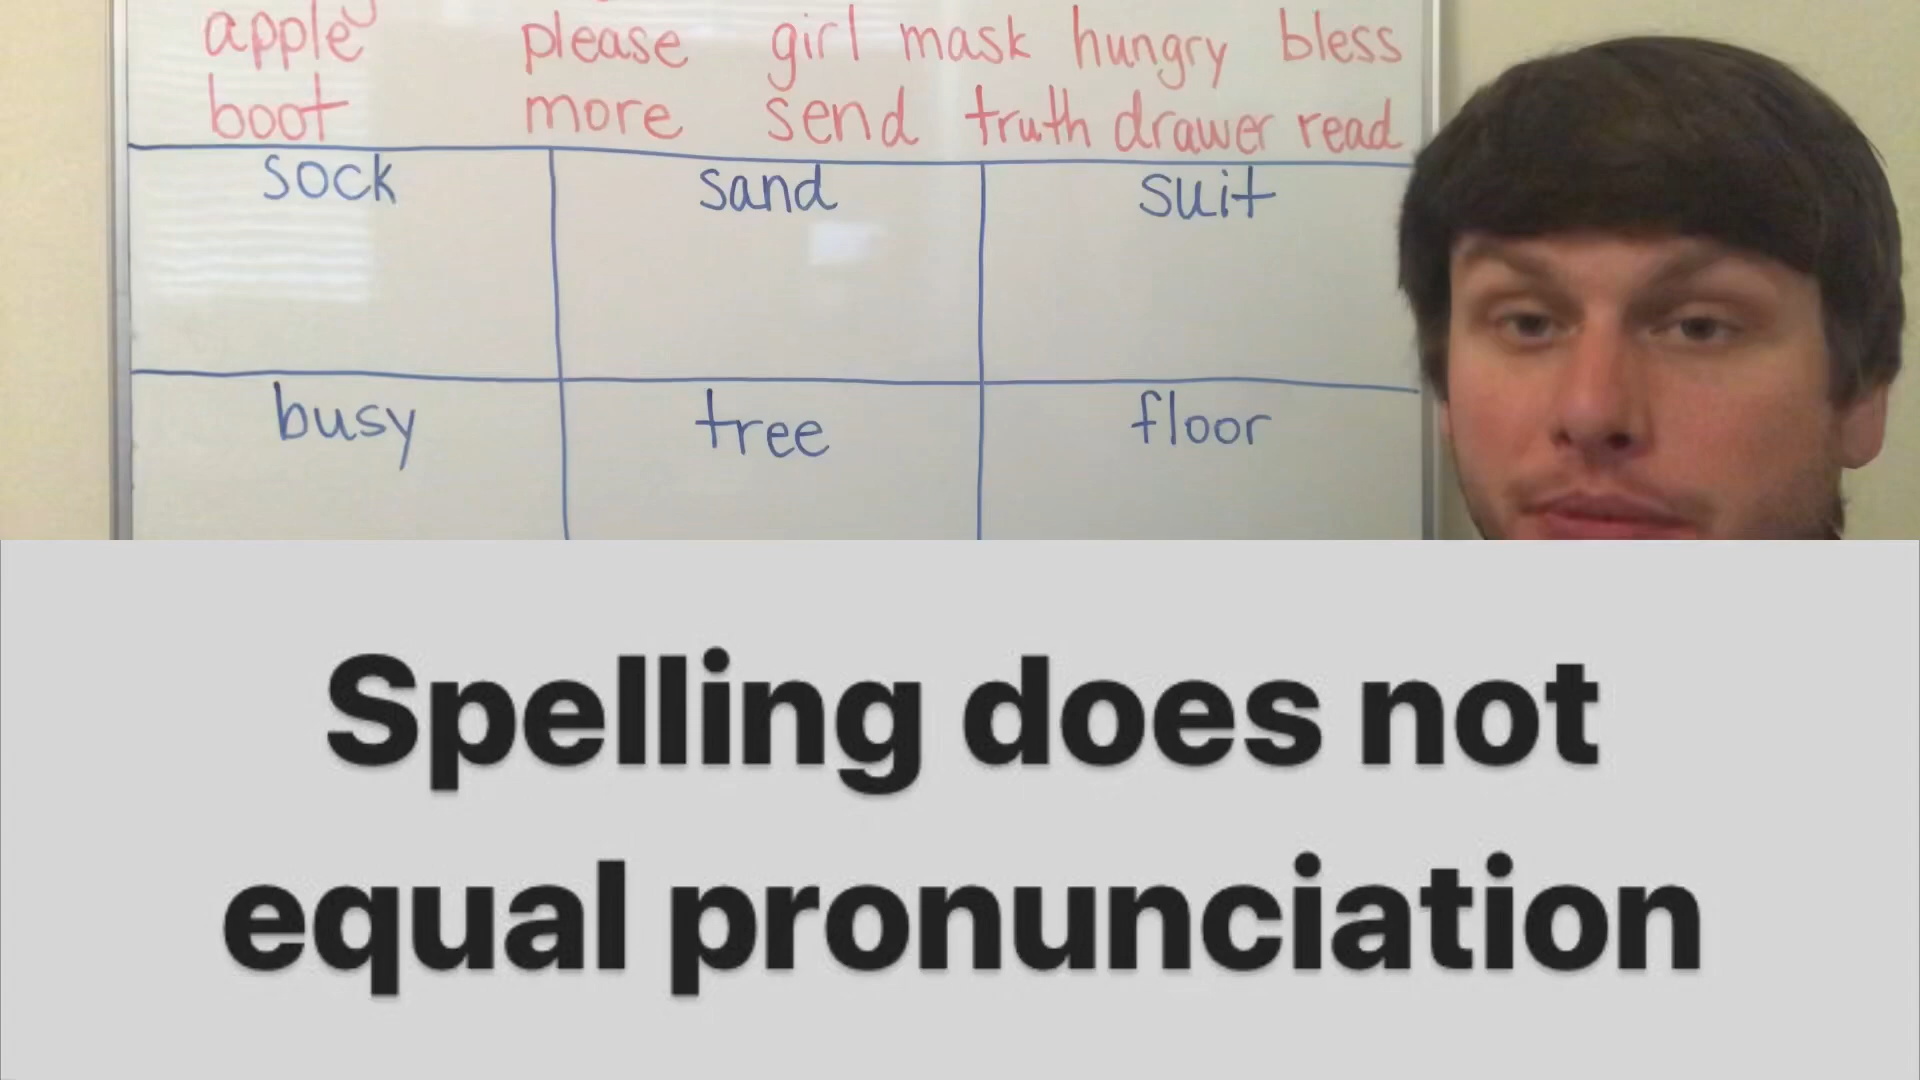 apple please girl mask hungry bless
boot more send truth drawer read
sock sand suit
busy tree floor
Spelling does not
equal pronunciation